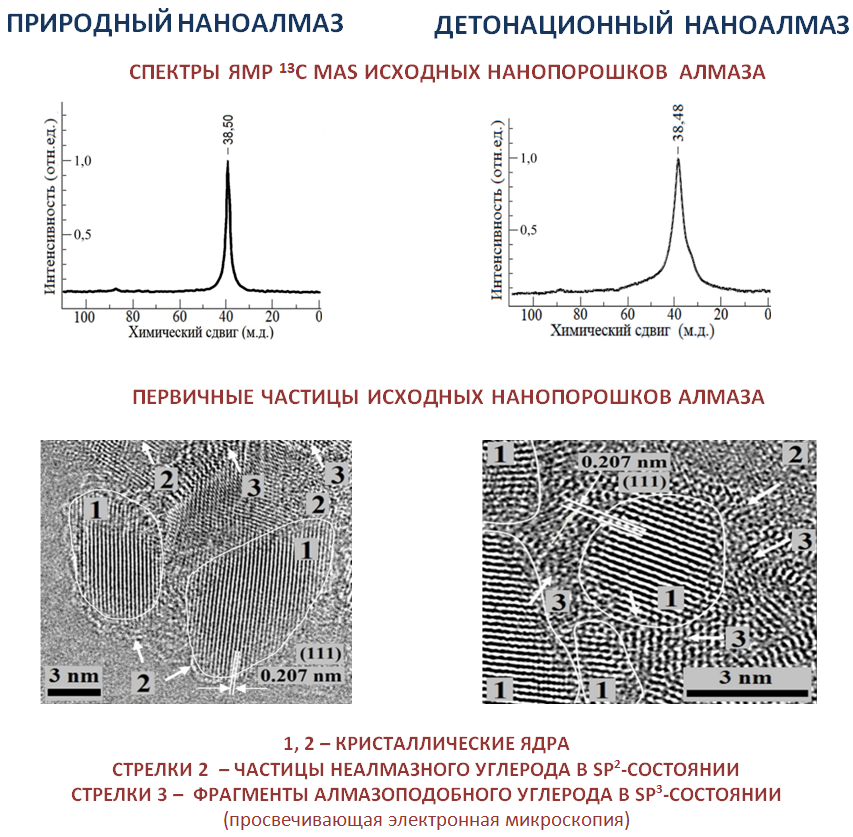 ПРИРОДНЫЙ НАНОАЛМАЗ
ДЕТОНАЦИОННЫЙ НАНОАЛМАЗ
СПЕКТРЫ ЯМР ¹³С MAS ИСХОДНЫХ НАНОПОРОШКОВ АЛМАЗА
Интенсивность (отн.ед.)
1,0
0,5
38,50
100 80 60 40 20 0
Химический сдвиг (м.д.)
Интенсивность (отн.ед.)
1,0
0,5
38,48
100 80 60 40 20 0
Химический сдвиг (м.д.)
ПЕРВИЧНЫЕ ЧАСТИЦЫ ИСХОДНЫХ НАНОПОРОШКОВ АЛМАЗА
2
3
3
1
2
1
(111)
0.207 nm
2
3 nm
1
0.207 nm
(111)
2
3
3
1
3
1
1
3 nm
1, 2 – КРИСТАЛЛИЧЕСКИЕ ЯДРА
СТРЕЛКИ 2 – ЧАСТИЦЫ НЕАЛМАЗНОГО УГЛЕРОДА В SP²-СОСТОЯНИИ
СТРЕЛКИ 3 – ФРАГМЕНТЫ АЛМАЗОПОДОБНОГО УГЛЕРОДА В SP³-СОСТОЯНИИ
(просвечивающая электронная микроскопия)